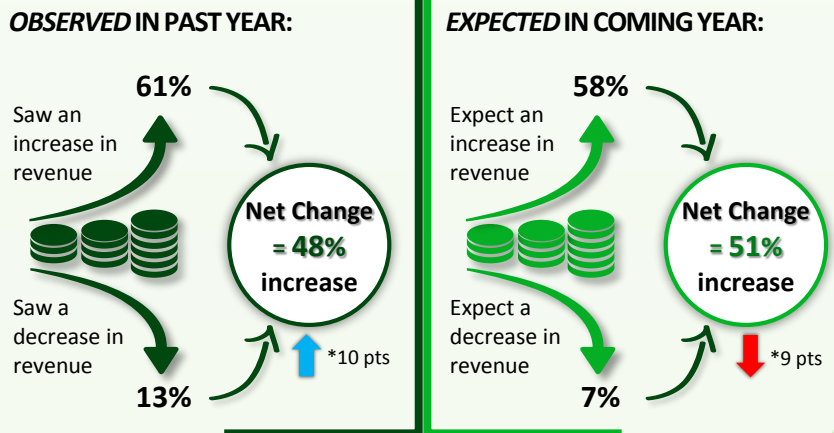 OBSERVED IN PAST YEAR:
61%
Saw an
increase in
revenue
Net Change
= 48%
increase
Saw a
decrease in
revenue
*10 pts
13%
EXPECTED IN COMING YEAR:
58%
Expect an
increase in
revenue
Net Change
= 51%
increase
Expect a
decrease in
revenue
*9 pts
7%